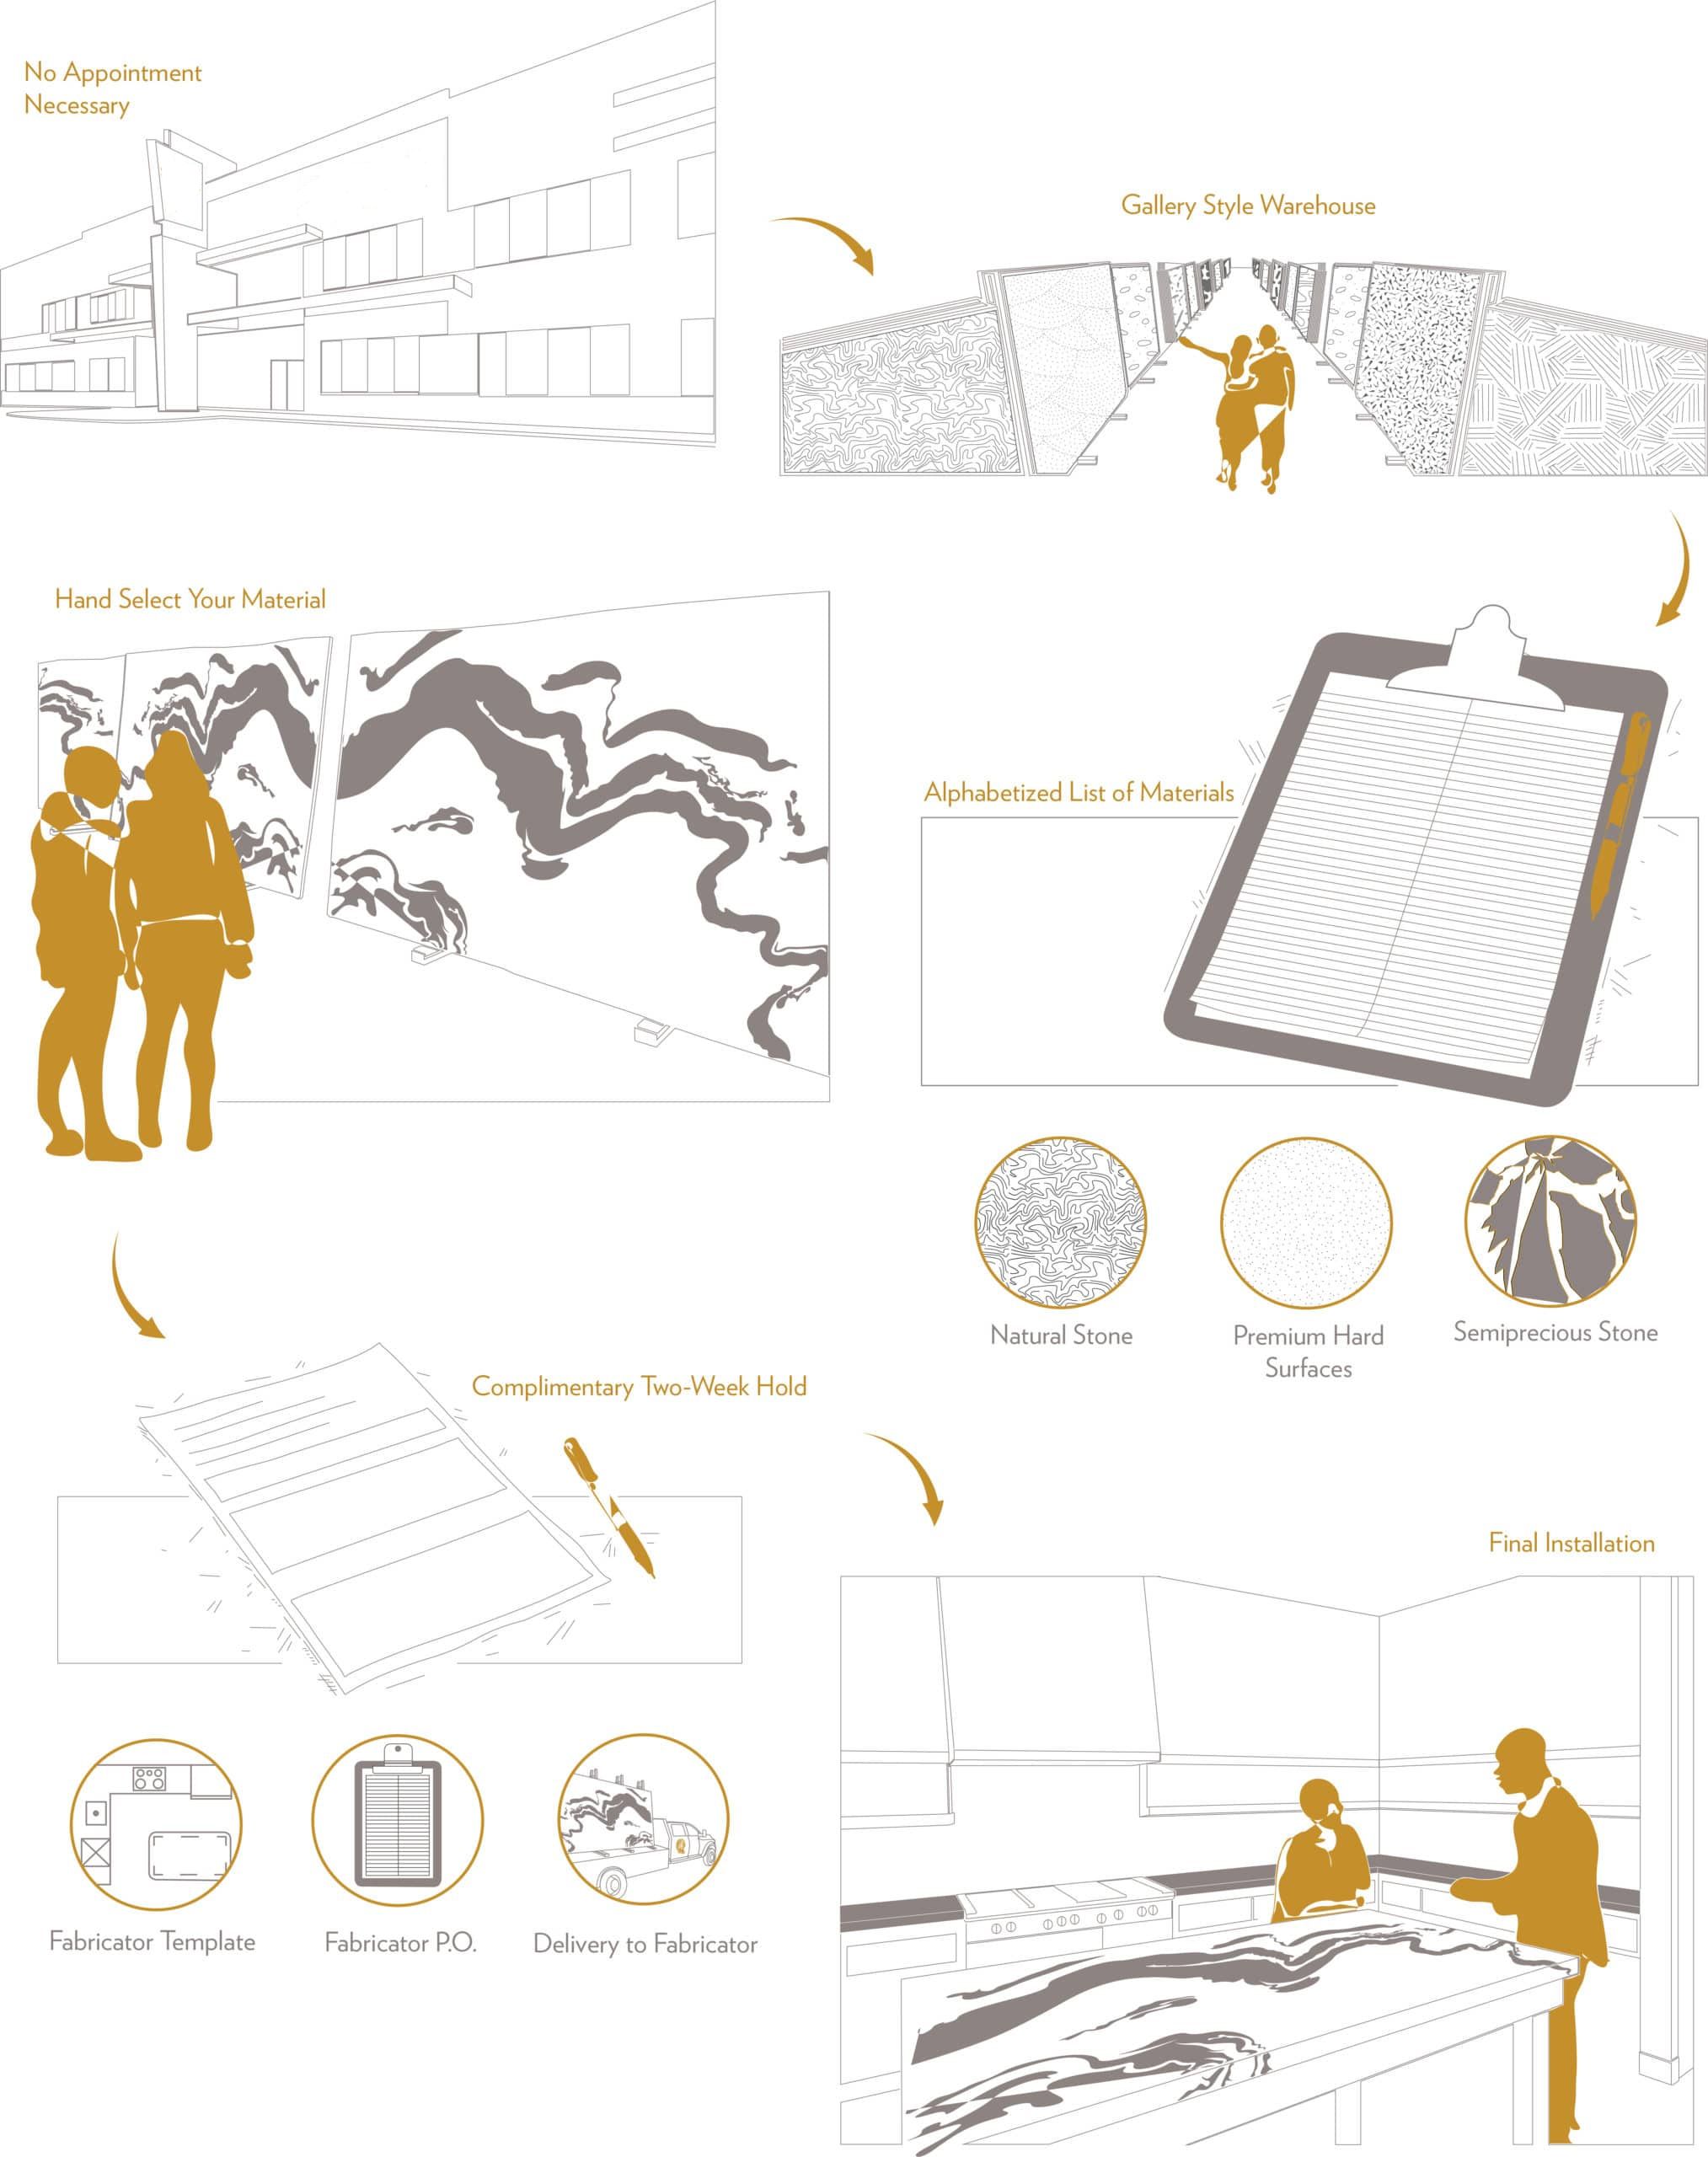 No Appointment
Necessary
Gallery Style Warehouse
Hand Select Your Material
Alphabetized List of Materials
Natural Stone
Premium Hard
Surfaces
Semiprecious Stone
Complimentary Two-Week Hold
Final Installation
Fabricator Template
Fabricator P.O.
Delivery to Fabricator